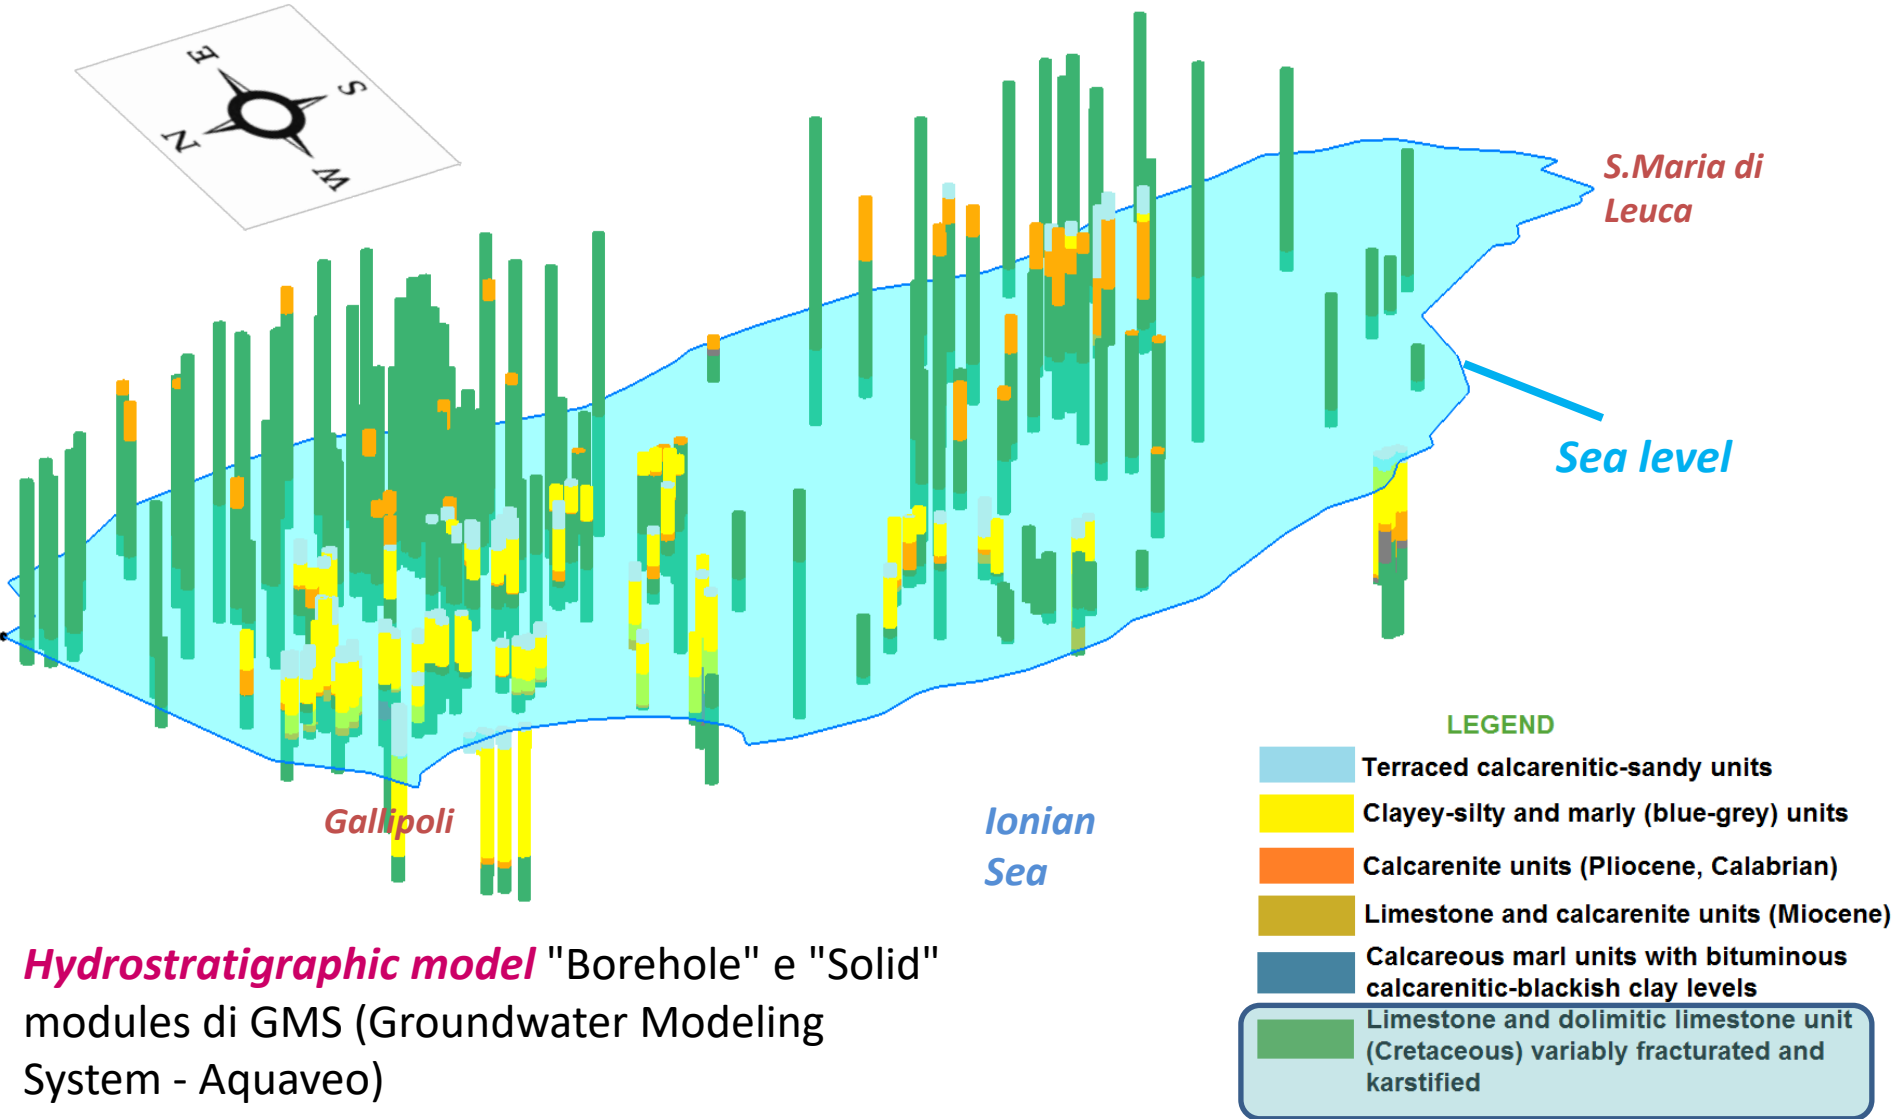 E
S
N
W
S.Maria di
Leuca
Sea level
Gallipoli
Ionian
Sea
LEGEND
Terraced calcarenitic-sandy units
Clayey-silty and marly (blue-grey) units
Calcarenite units (Pliocene, Calabrian)
Limestone and calcarenite units (Miocene)
Calcareous marl units with bituminous
calcarenitic-blackish clay levels
Limestone and dolimitic limestone unit
(Cretaceous) variably fracturated and
karstified
Hydrostratigraphic model "Borehole" e "Solid"
modules di GMS (Groundwater Modeling
System - Aquaveo)